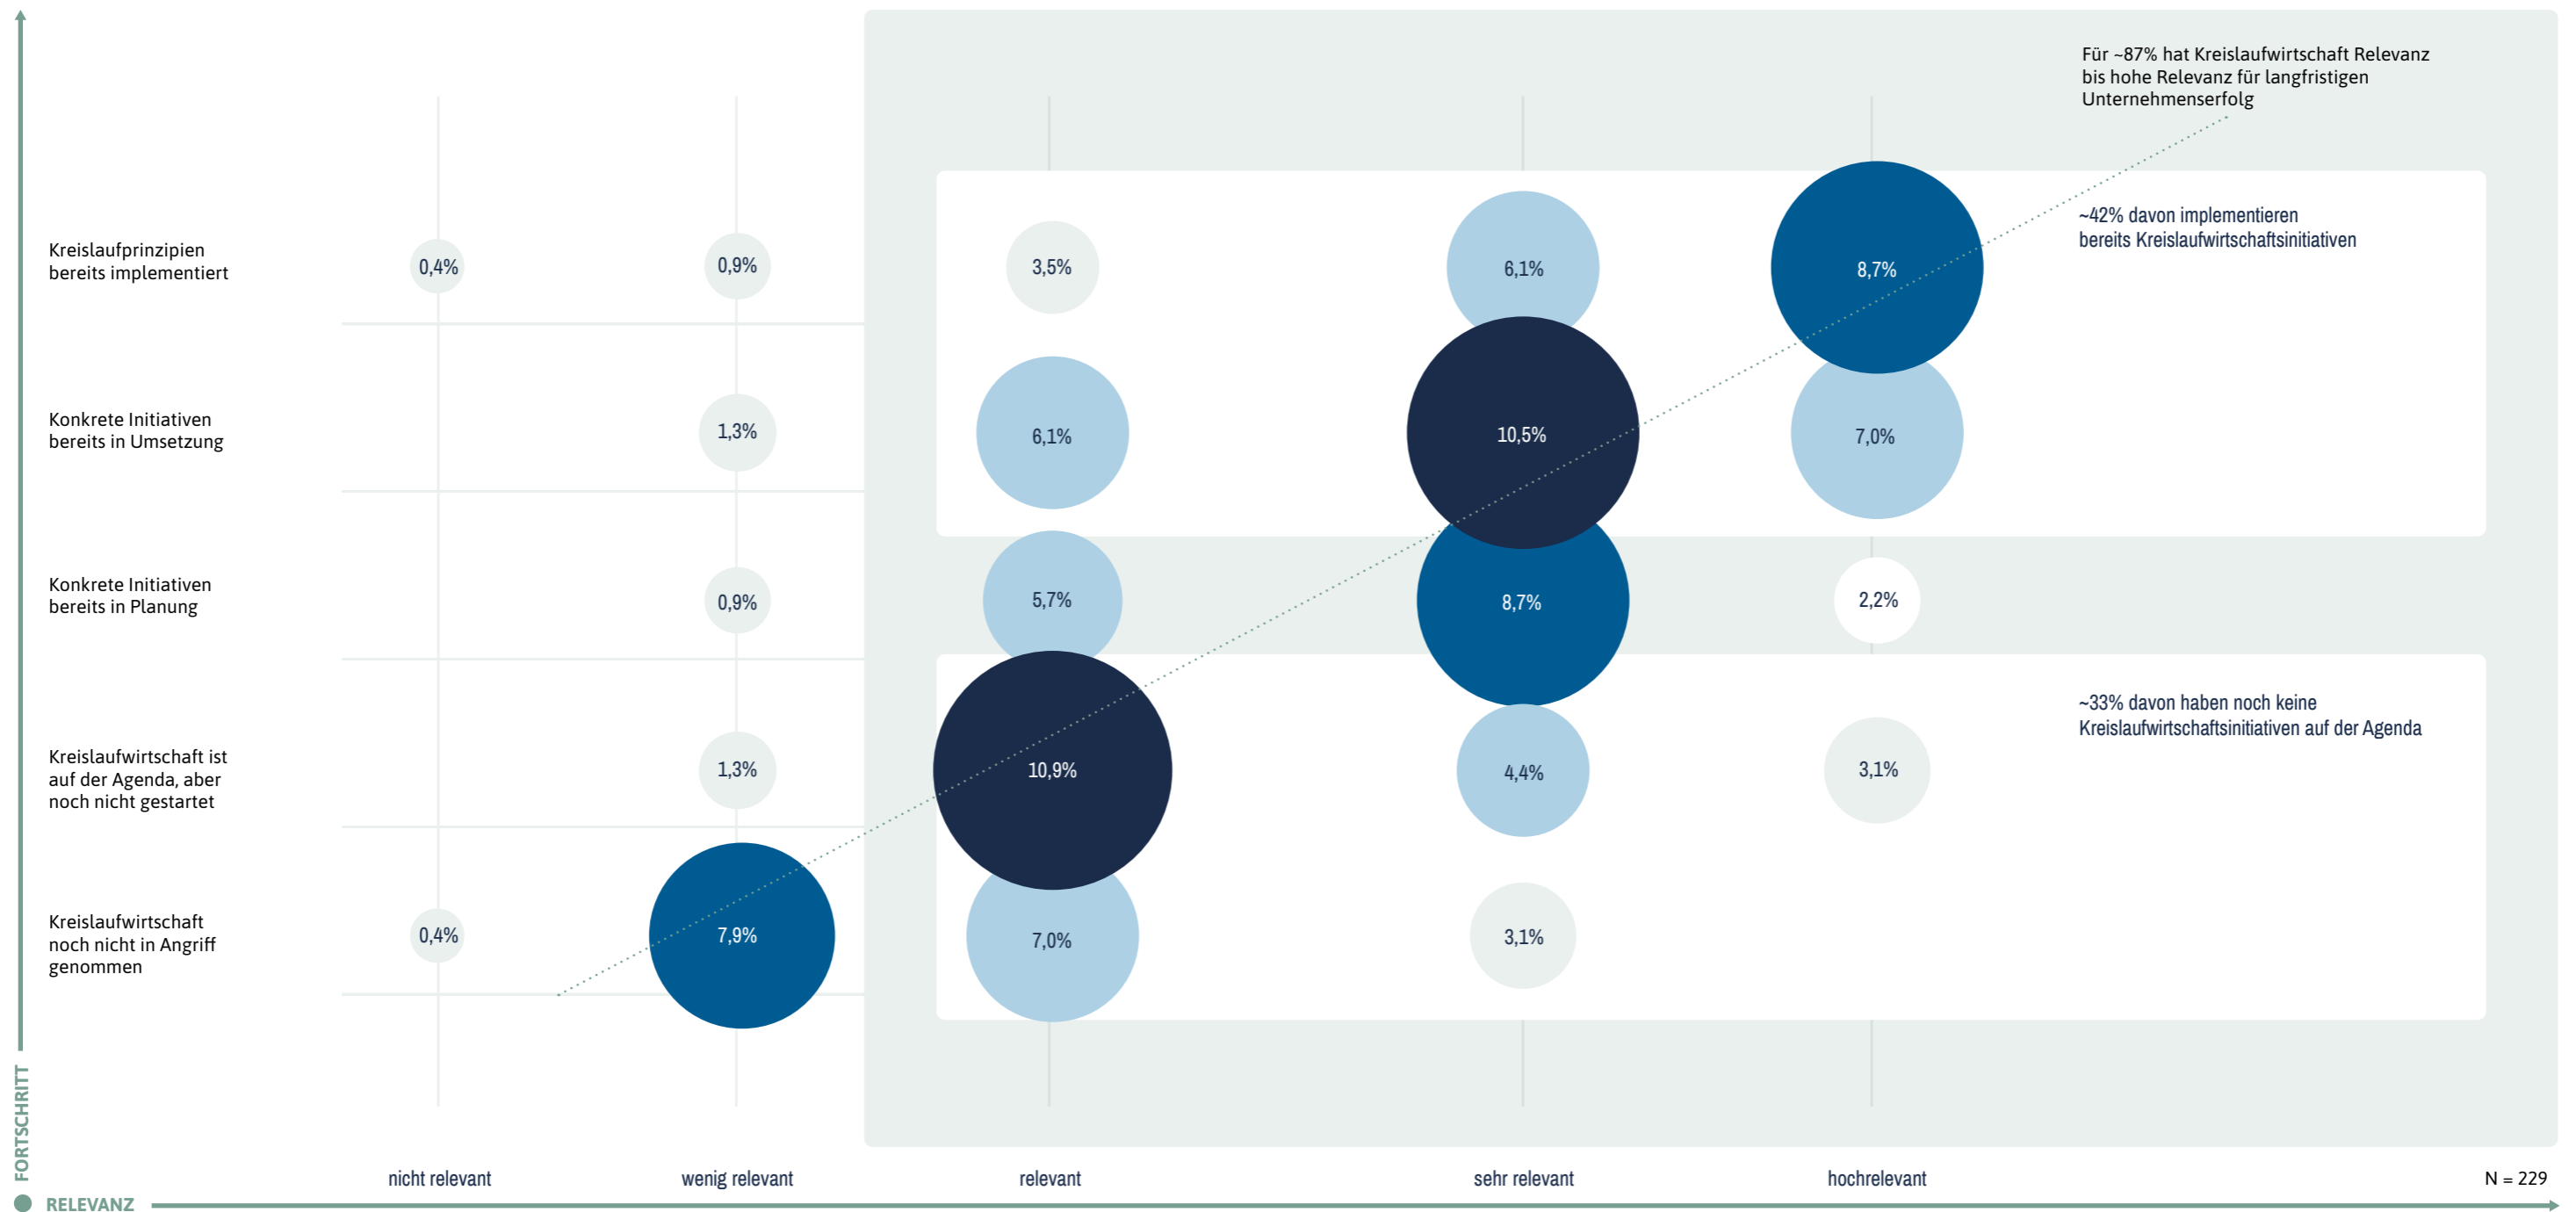 Für ~87% hat Kreislaufwirtschaft Relevanz
bis hohe Relevanz für langfristigen
Unternehmenserfolg
~42% davon implementieren
bereits Kreislaufwirtschaftsinitiativen
Kreislaufprinzipien
bereits implementiert
0,4%
0,9%
3,5%
6,1%
8,7%
Konkrete Initiativen
bereits in Umsetzung
1,3%
6,1%
10,5%
7,0%
Konkrete Initiativen
bereits in Planung
0,9%
5,7%
8,7%
2,2%
~33% davon haben noch keine
Kreislaufwirtschaftsinitiativen auf der Agenda
Kreislaufwirtschaft ist
auf der Agenda, aber
noch nicht gestartet
1,3%
10,9%
4,4%
3,1%
Kreislaufwirtschaft
noch nicht in Angriff
genommen
0,4%
7,9%
7,0%
3,1%
FORTSCHRITT
nicht relevant
wenig relevant
relevant
sehr relevant
hochrelevant
N = 229
RELEVANZ